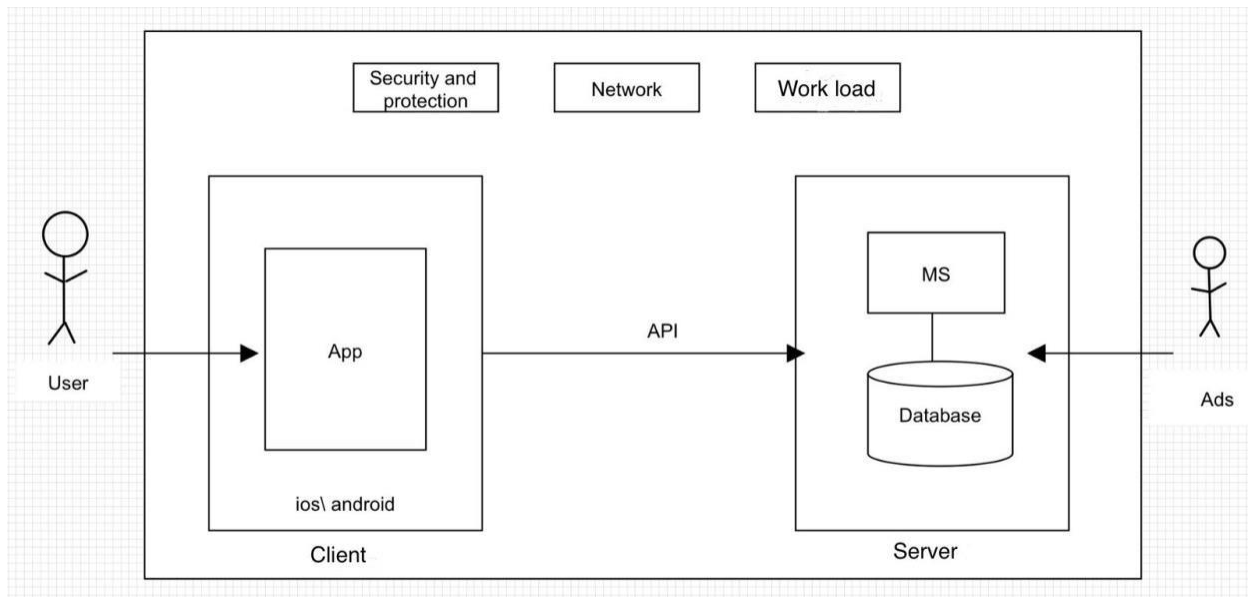 Security and
protection
Network
Work load
User
App
ios\ android
Client
API
MS
Database
Server
Ads